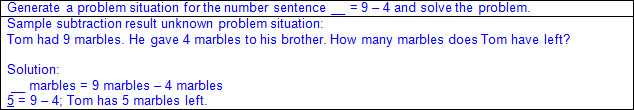 Generate a problem situation for the number sentence __ = 9 – 4 and solve the problem.
Sample subtraction result unknown problem situation:
Tom had 9 marbles. He gave 4 marbles to his brother. How many marbles does Tom have left?
Solution:
__ marbles = 9 marbles – 4 marbles
5 = 9 – 4; Tom has 5 marbles left.